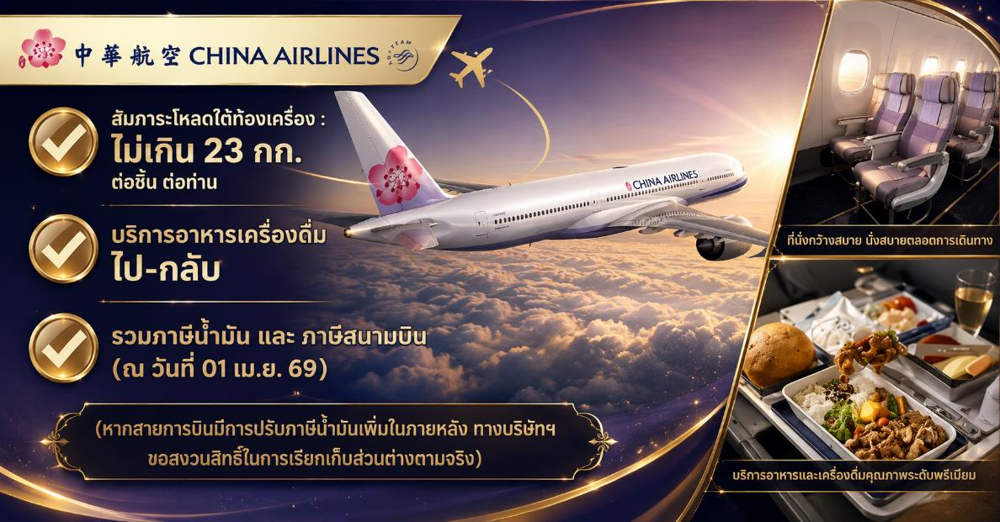 中華航空 CHINA AIRLINES SKYTEAM
สัมภาระโหลดใต้ท้องเครื่อง :
ไม่เกิน 23 กก.
ต่อชิ้น ต่อท่าน
บริการอาหารเครื่องดื่ม
ไป-กลับ
รวมภาษีน้ำมัน และ ภาษีสนามบิน
(ณ วันที่ 01 เม.ย. 69)
(หากสายการบินมีการปรับภาษีน้ำมันเพิ่มในภายหลัง ทางบริษัทฯ
ขอสงวนสิทธิ์ในการเรียกเก็บส่วนต่างตามจริง)
CHINA AIRLINES
ที่นั่งกว้างสบาย นั่งสบายตลอดการเดินทาง
บริการอาหารและเครื่องดื่มคุณภาพระดับพรีเมียม